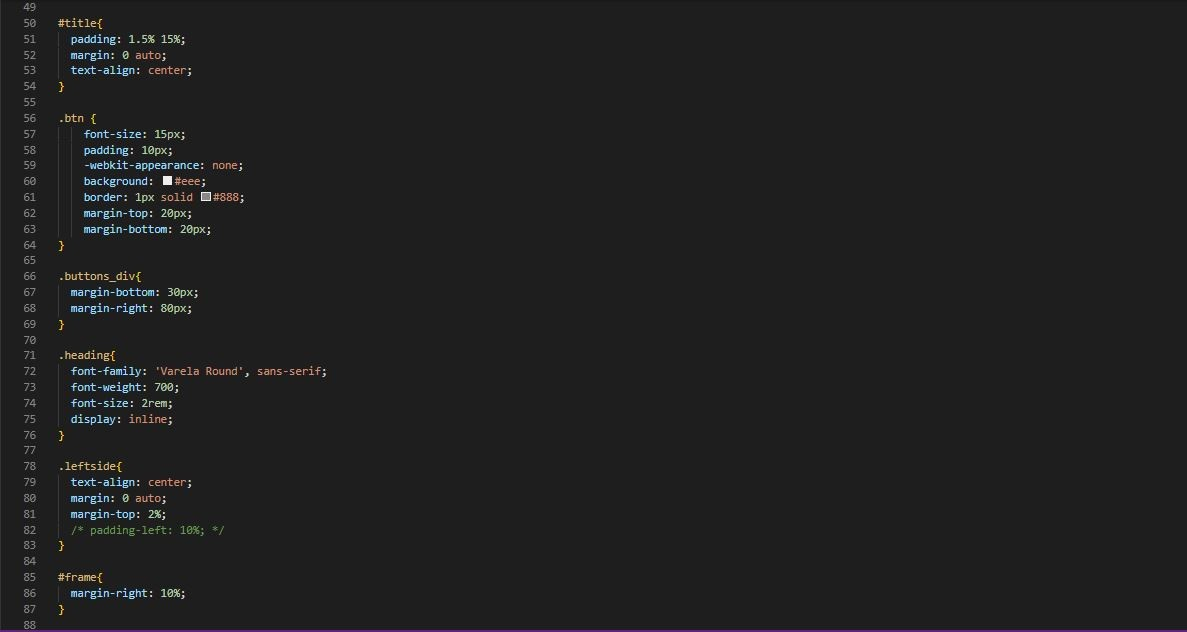 49
50 #title{
51 padding: 1.5% 15%;
52 margin: 0 auto;
53 text-align: center;
54 }
55
56 .btn {
57 font-size: 15px;
58 padding: 10px;
59 -webkit-appearance: none;
60 background: #eee;
61 border: 1px solid #888;
62 margin-top: 20px;
63 margin-bottom: 20px;
64 }
65
66 .buttons_div{
67 margin-bottom: 30px;
68 margin-right: 80px;
69 }
70
71 .heading{
72 font-family: 'Varela Round', sans-serif;
73 font-weight: 700;
74 font-size: 2rem;
75 display: inline;
76 }
77
78 .leftside{
79 text-align: center;
80 margin: 0 auto;
81 margin-top: 2%;
82 /* padding-left: 10%; */
83 }
84
85 #frame{
86 margin-right: 10%;
87 }
88